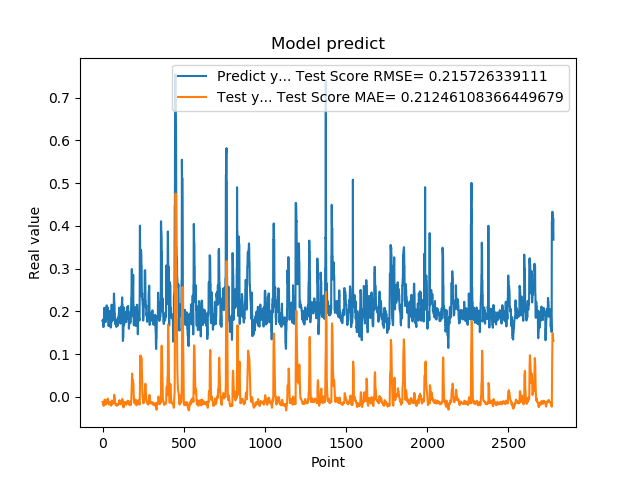 Model predict
Predict y... Test Score RMSE= 0.215726339111
Test y... Test Score MAE= 0.21246108366449679
Real value
0.7
0.6
0.5
0.4
0.3
0.2
0.1
0.0
0 500 1000 1500 2000 2500
Point